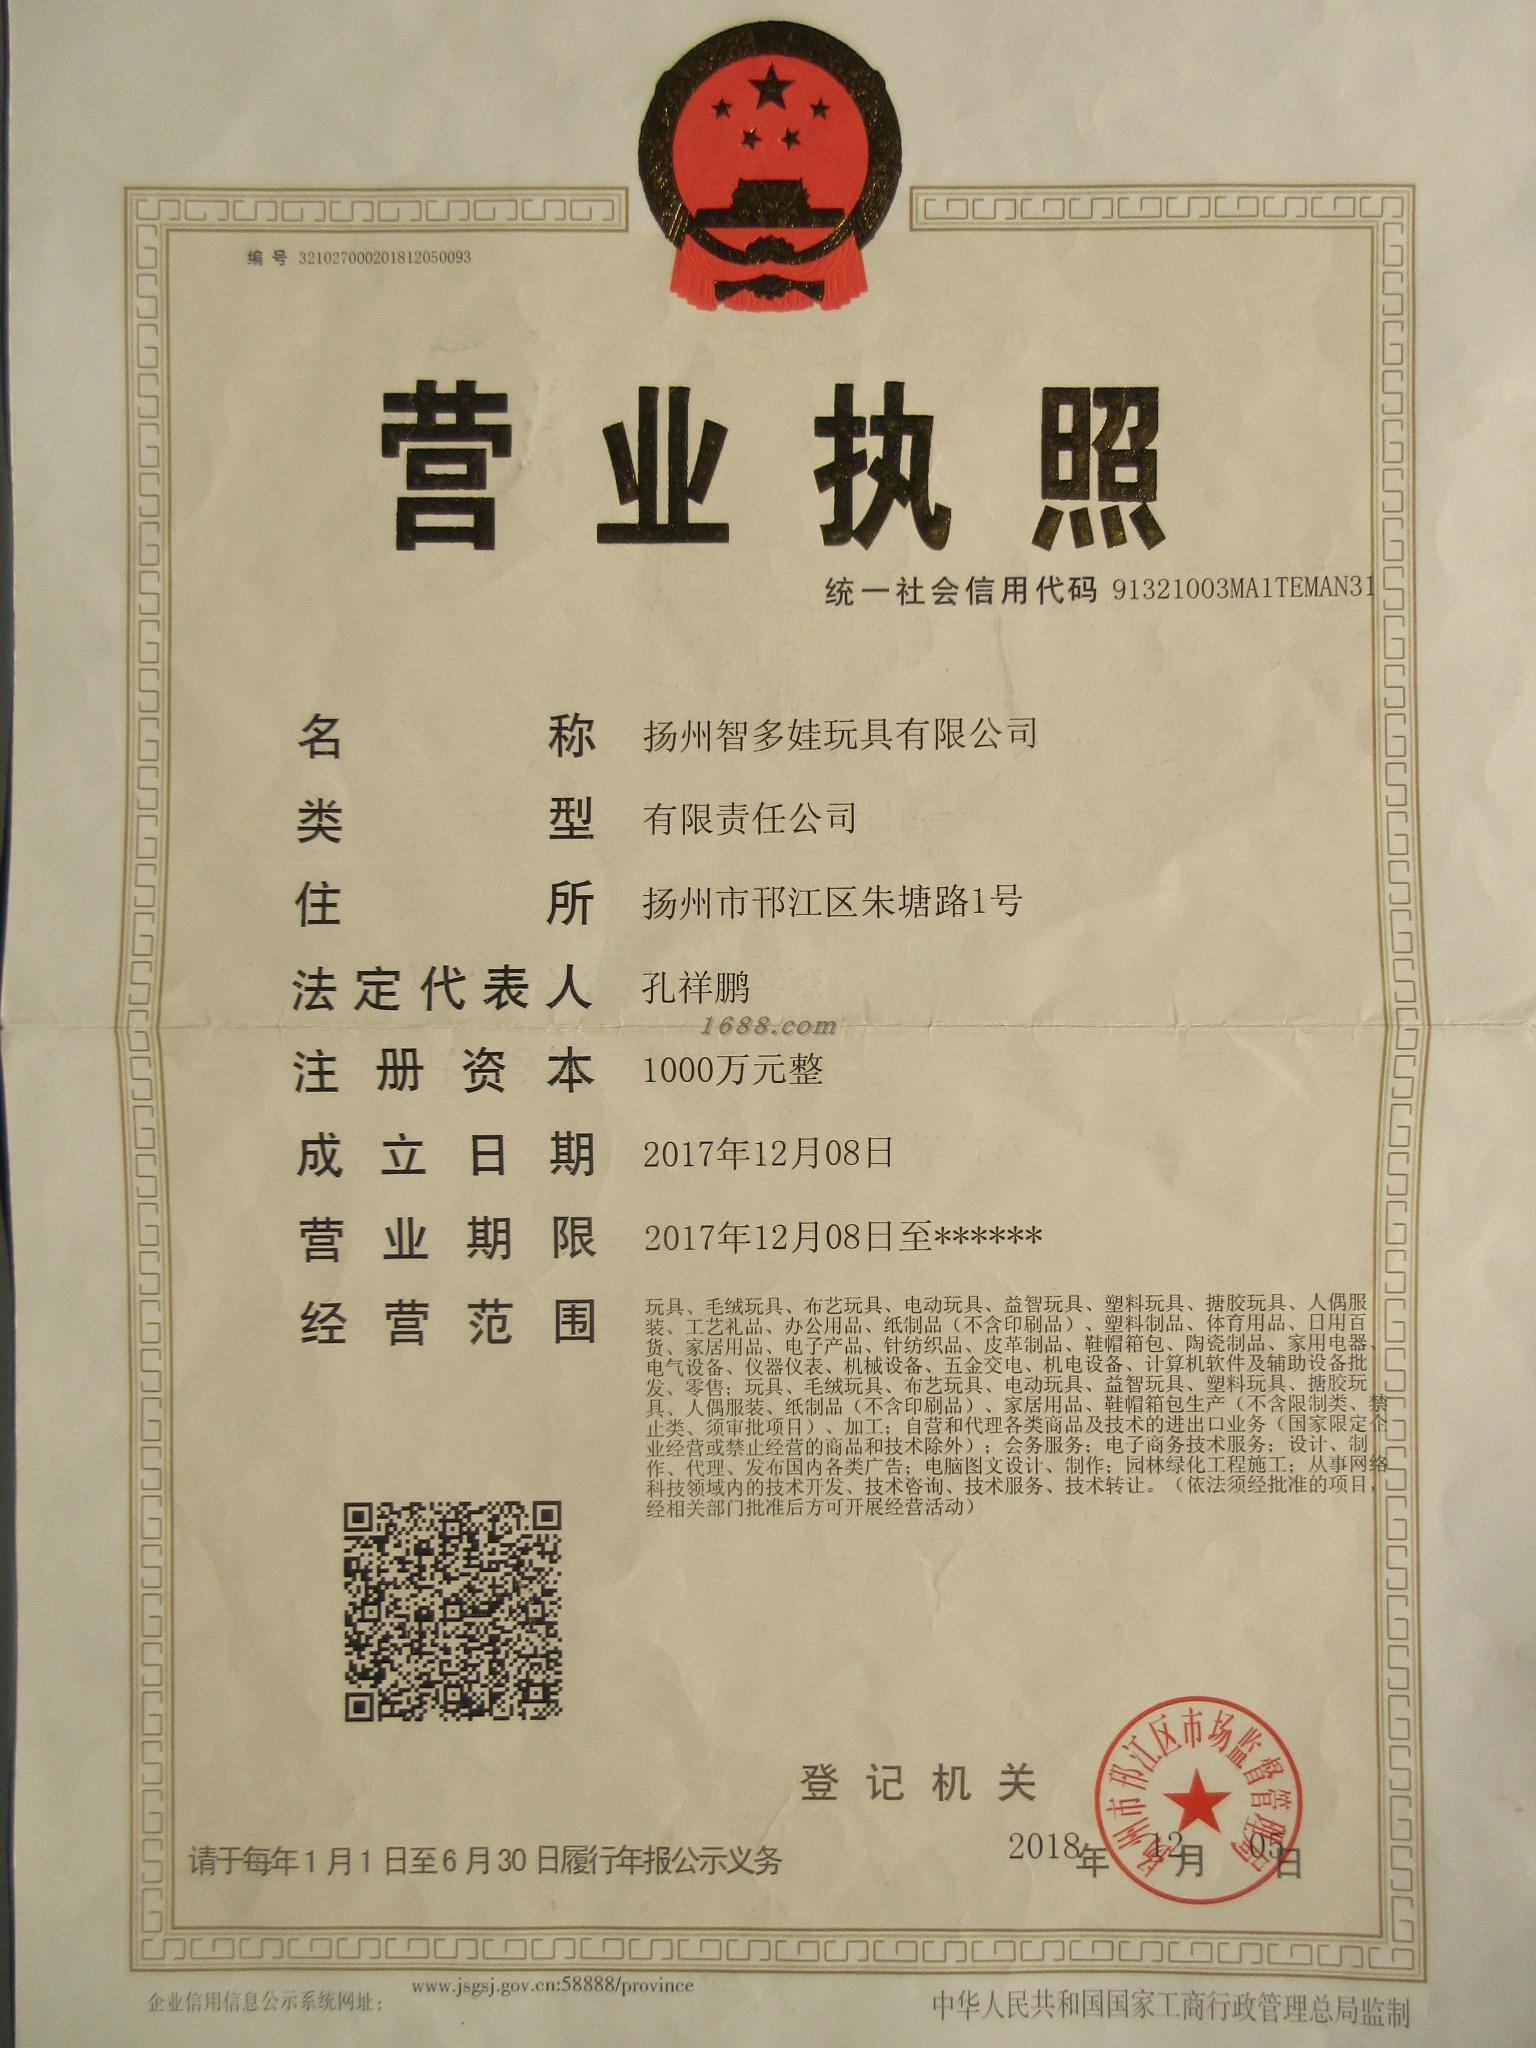 编号 321027000201812050093
营业执照
统一社会信用代码 91321003MA1TEMAN31
名称 扬州智多娃玩具有限公司
类型 有限责任公司
住所 扬州市邗江区朱塘路1号
法定代表人 孔祥鹏
1688.com
注册资本 1000万元整
成立日期 2017年12月08日
营业期限 2017年12月08日至******
经营范围 玩具、毛绒玩具、布艺玩具、电动玩具、益智玩具、塑料玩具、搪胶玩具、人偶服
装、工艺礼品、办公用品、纸制品（不含印刷品）、塑料制品、体育用品、日用百
货、家居用品、电子产品、针纺织品、皮革制品、鞋帽箱包、陶瓷制品、家用电器、
电气设备、仪器仪表、机械设备、五金交电、机电设备、计算机软件及辅助设备批
发、零售；玩具、毛绒玩具、布艺玩具、电动玩具、益智玩具、塑料玩具、搪胶玩
具、人偶服装、纸制品（不含印刷品）、家居用品、鞋帽箱包生产（不含限制类、禁
止类、须审批项目）、加工；自营和代理各类商品及技术的进出口业务（国家限定企
业经营或禁止经营的商品和技术除外）；会务服务；电子商务技术服务；设计、制
作、代理、发布国内各类广告；电脑图文设计、制作；园林绿化工程施工；从事网络
科技领域内的技术开发、技术咨询、技术服务、技术转让。（依法须经批准的项目，
经相关部门批准后方可开展经营活动）
登记机关
扬州市邗江区市场监督管理局
2018年12月05日
请于每年1月1日至6月30日履行年报公示义务
www.jsgsj.gov.cn:58888/province
企业信用信息公示系统网址：
中华人民共和国国家工商行政管理总局监制